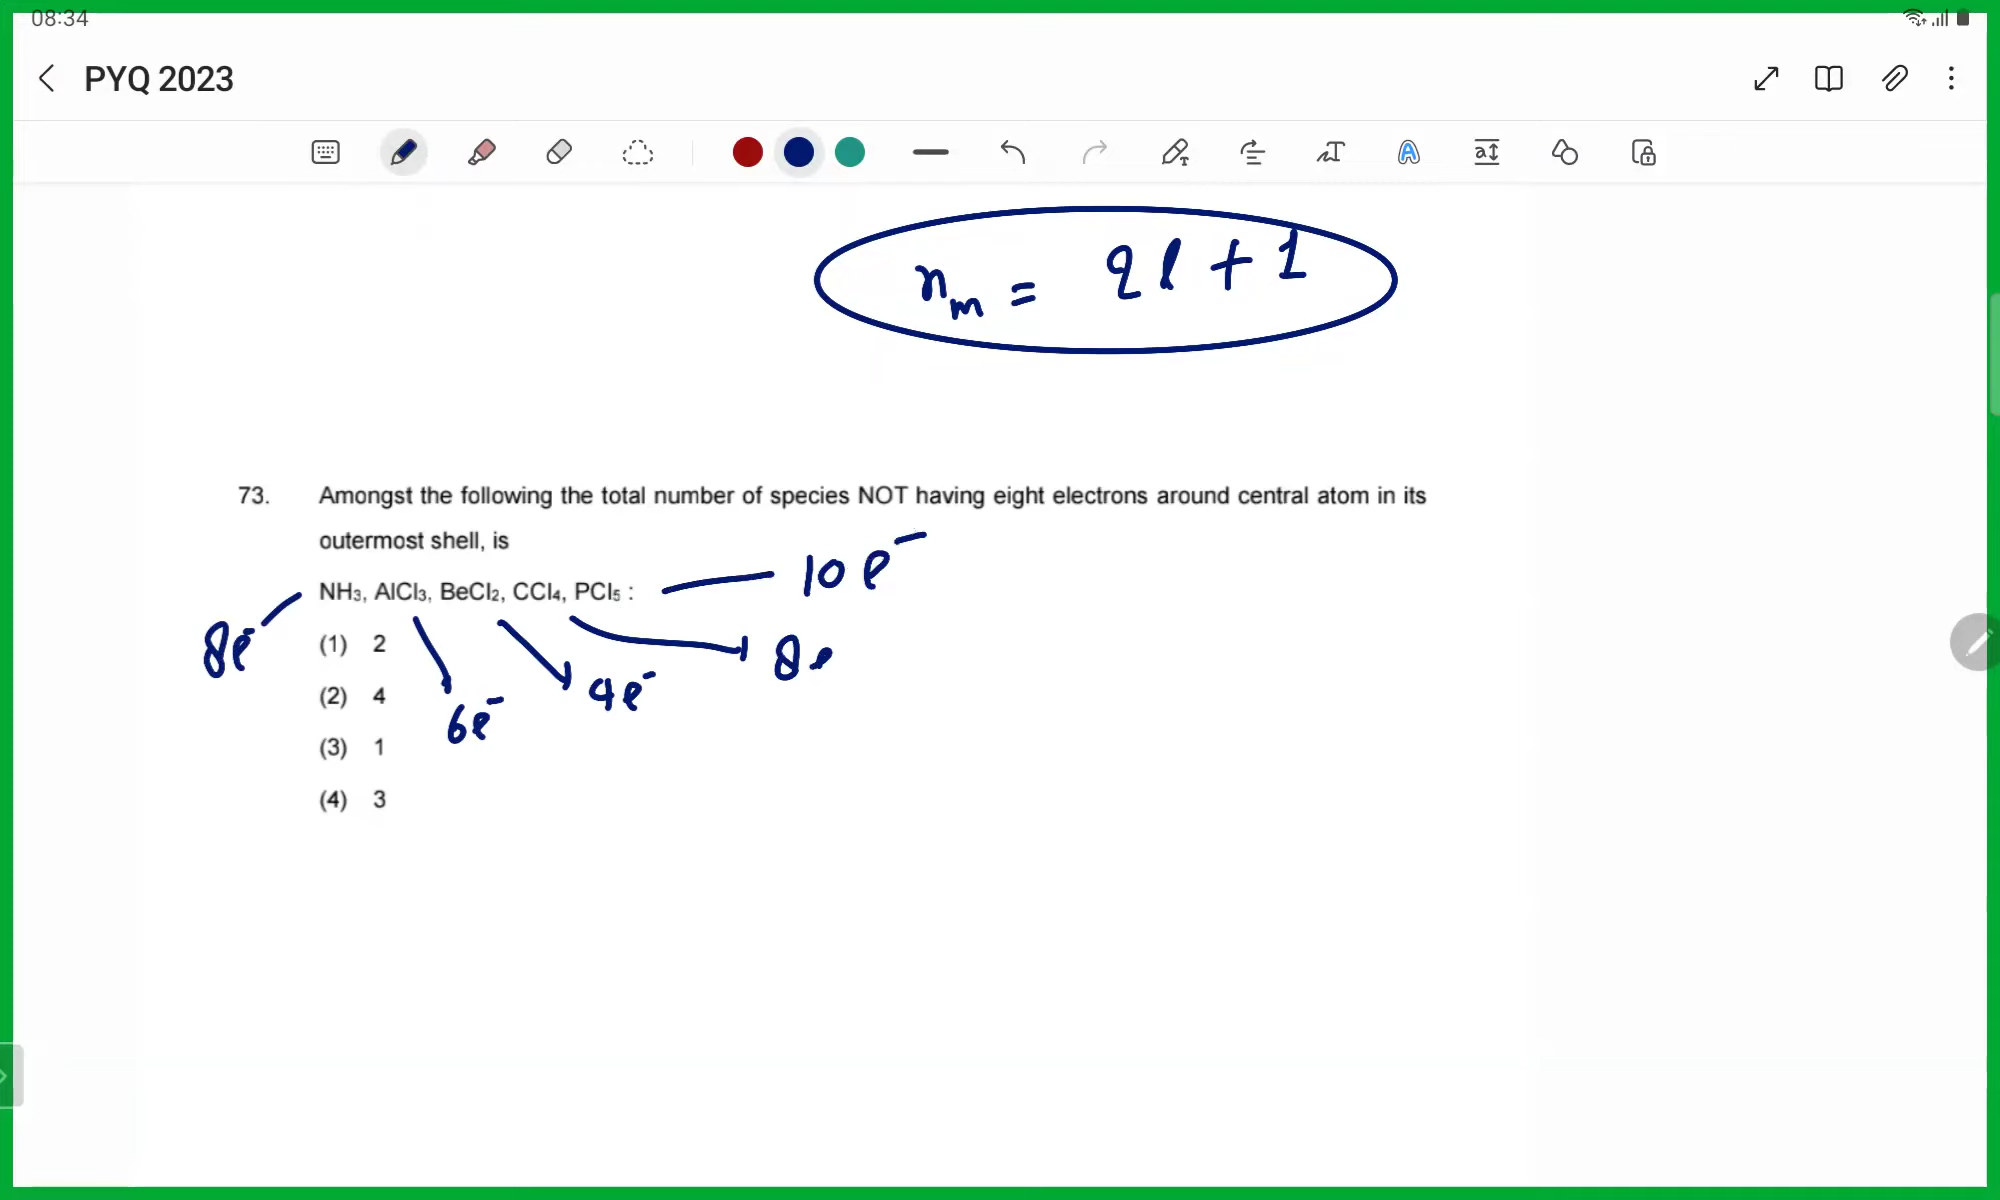 08:34
PYQ 2023
n_m = 2l + 1
73. Amongst the following the total number of species NOT having eight electrons around central atom in its
outermost shell, is
NH₃, AlCl₃, BeCl₂, CCl₄, PCl₅ :
10e⁻
8e⁻
(1) 2
8e
(2) 4
4e⁻
6e⁻
(3) 1
(4) 3